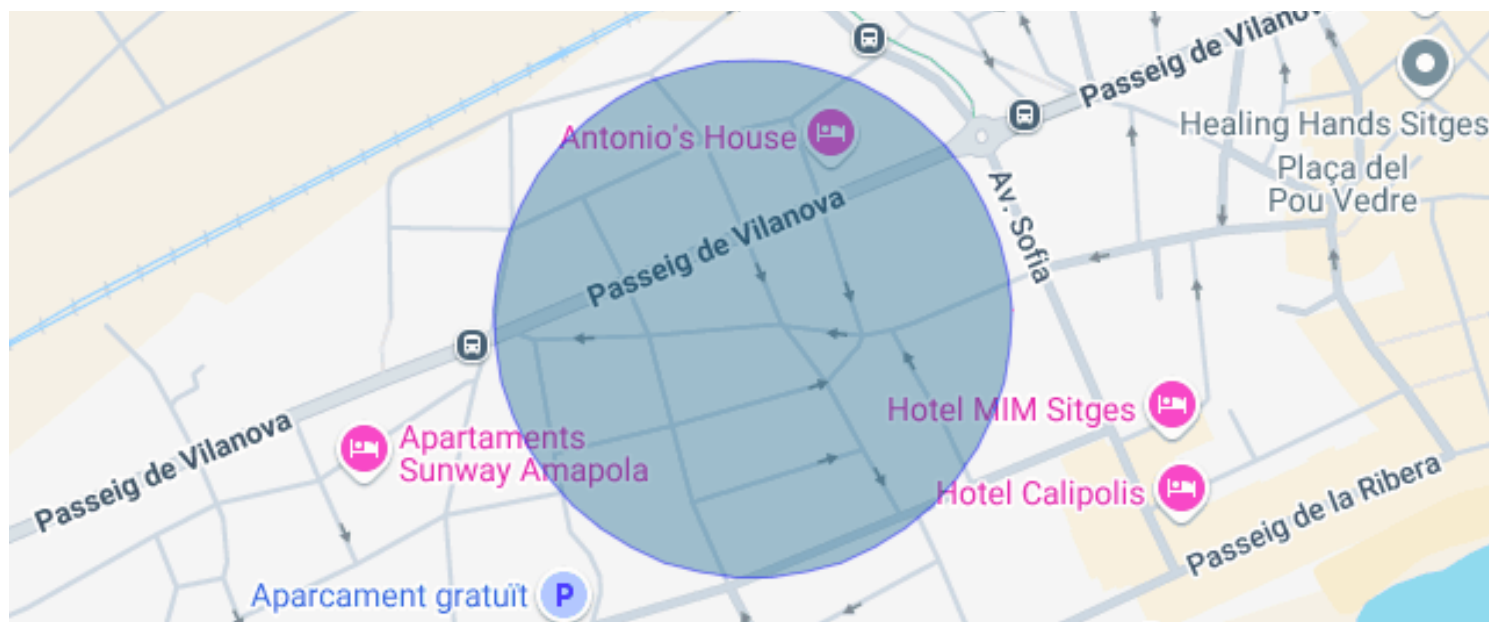 Passeig de Vilanova
Healing Hands Sitges
Antonio's House
Plaça del
Pou Vedre
Av. Sofia
Passeig de Vilanova
Hotel MIM Sitges
Apartaments
Sunway Amapola
Passeig de Vilanova
Hotel Calipolis
Passeig de la Ribera
Aparcament gratuït
P